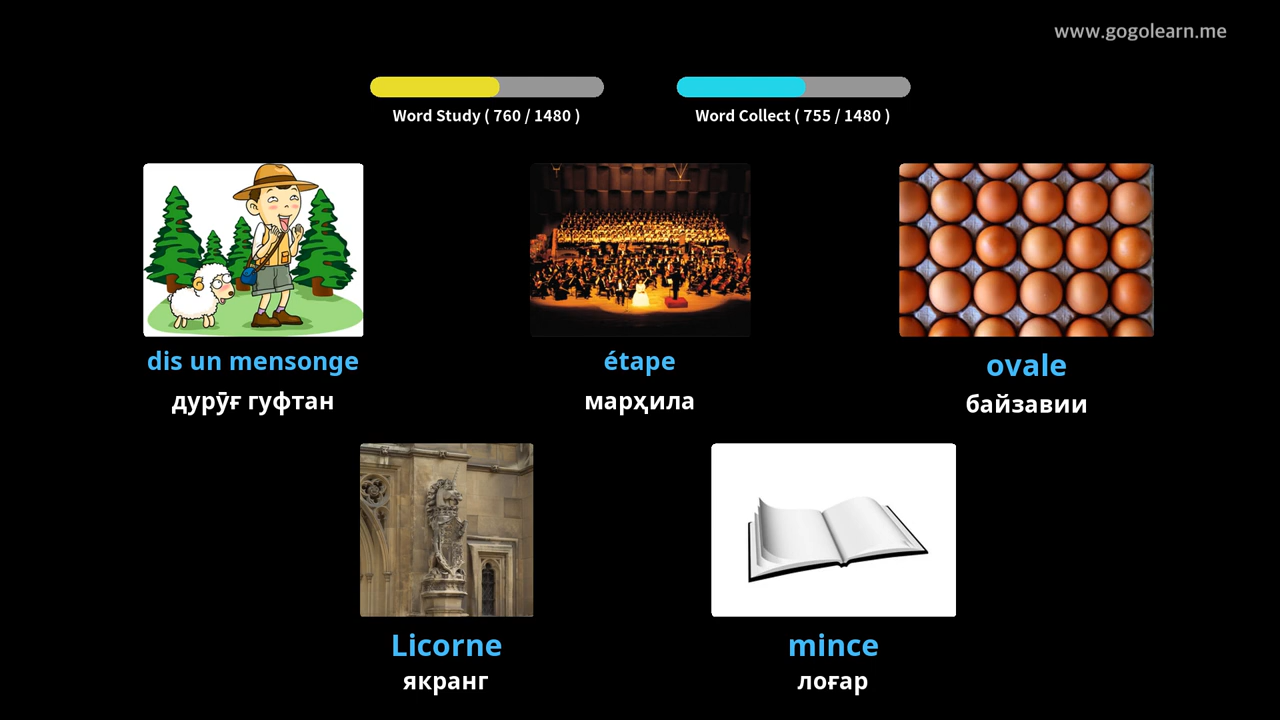 www.gogolearn.me
Word Study ( 760 / 1480 )
Word Collect ( 755 / 1480 )
dis un mensonge
дурӯғ гуфтан
étape
марҳила
ovale
байзавии
Licorne
якранг
mince
лоғар